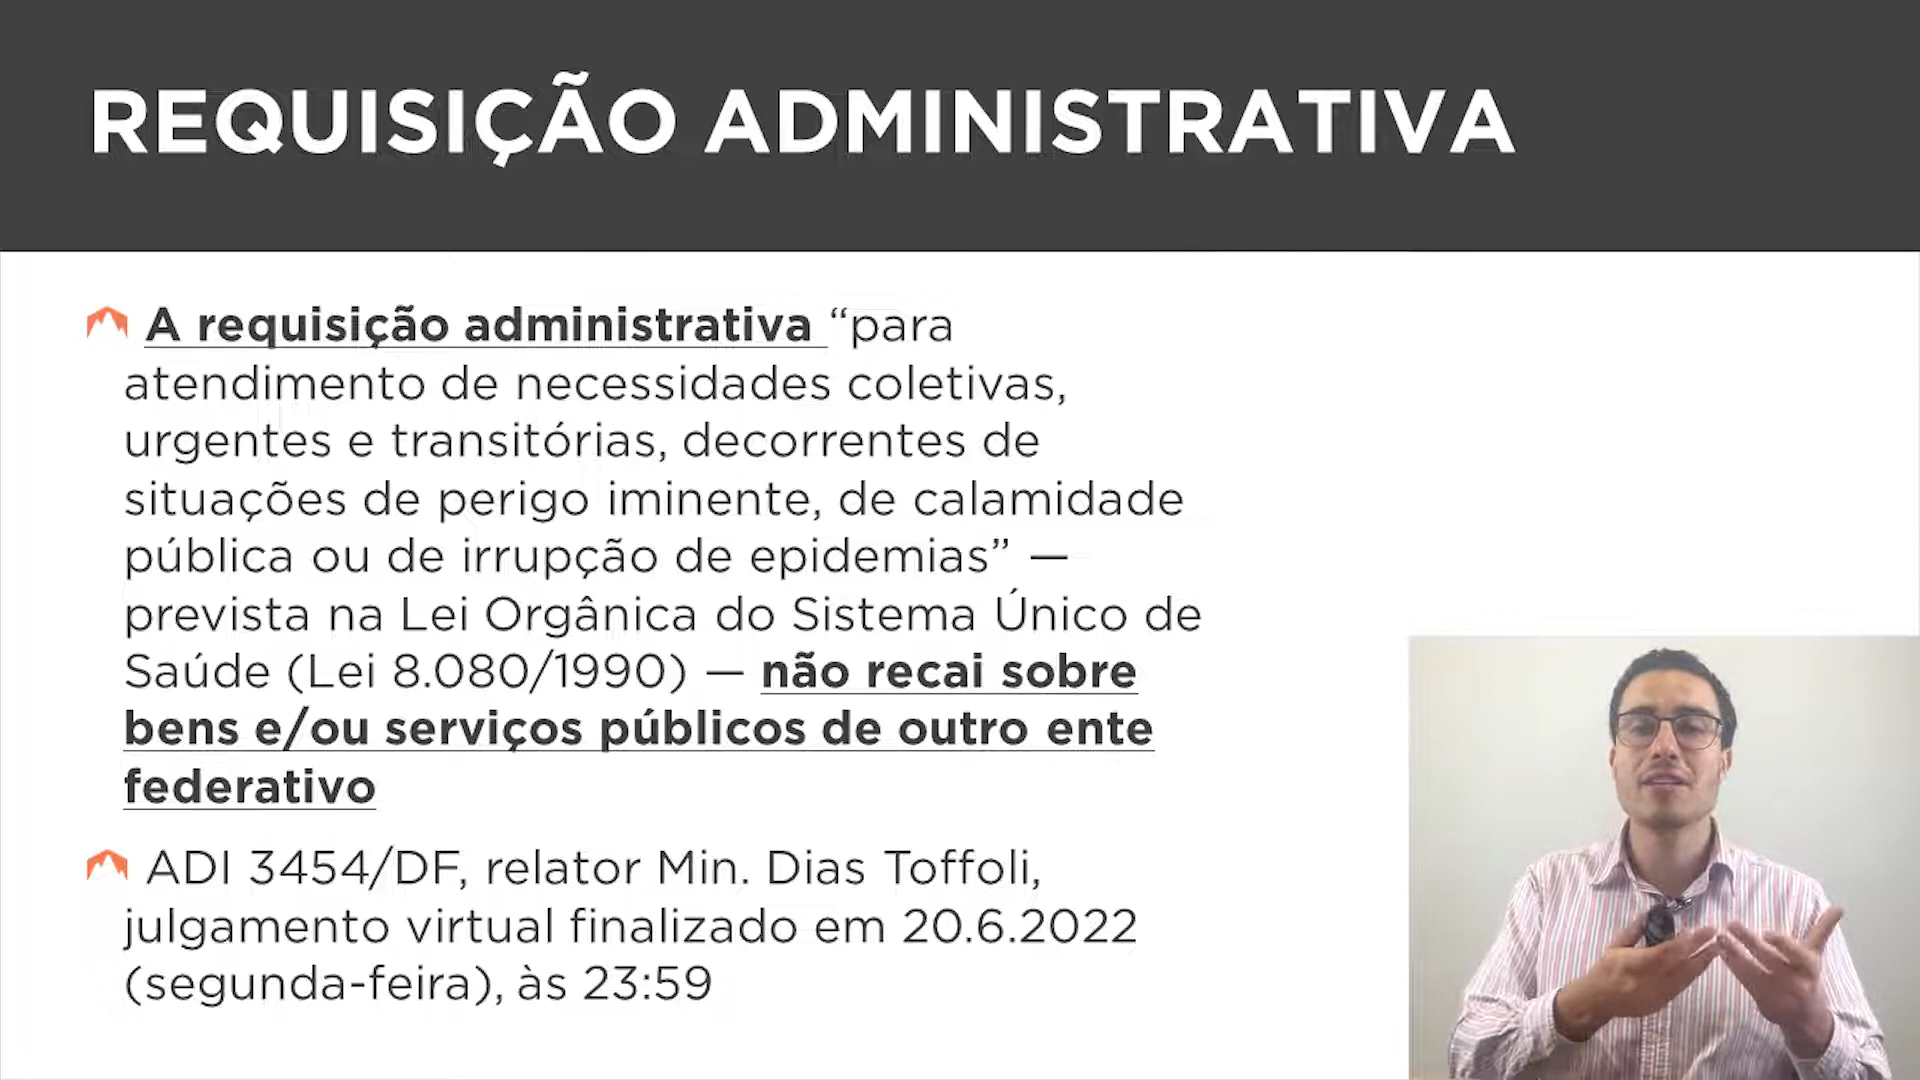 REQUISIÇÃO ADMINISTRATIVA
A requisição administrativa “para
atendimento de necessidades coletivas,
urgentes e transitórias, decorrentes de
situações de perigo iminente, de calamidade
pública ou de irrupção de epidemias” —
prevista na Lei Orgânica do Sistema Único de
Saúde (Lei 8.080/1990) — não recai sobre
bens e/ou serviços públicos de outro ente
federativo
ADI 3454/DF, relator Min. Dias Toffoli,
julgamento virtual finalizado em 20.6.2022
(segunda-feira), às 23:59